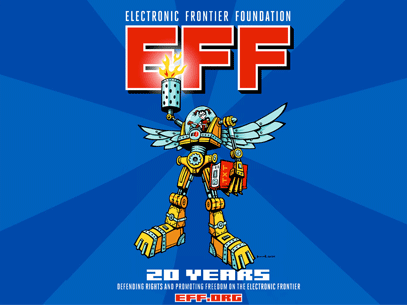 ELECTRONIC FRONTIER FOUNDATION
EFF
20 YEARS
DEFENDING RIGHTS AND PROMOTING FREEDOM ON THE ELECTRONIC FRONTIER
EFF.ORG